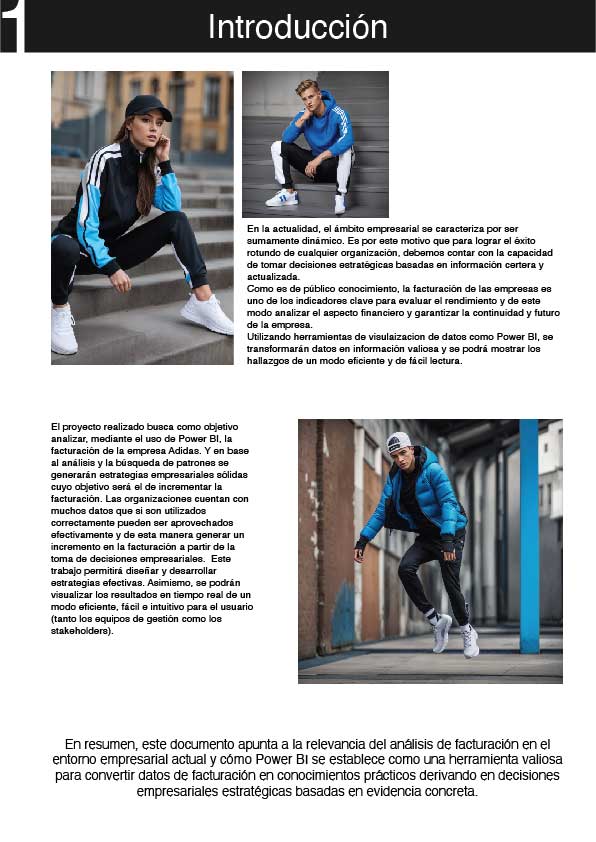 1
Introducción
En la actualidad, el ámbito empresarial se caracteriza por ser
sumamente dinámico. Es por este motivo que para lograr el éxito
rotundo de cualquier organización, debemos contar con la capacidad
de tomar decisiones estratégicas basadas en información certera y
actualizada.
Como es de público conocimiento, la facturación de las empresas es
uno de los indicadores clave para evaluar el rendimiento y de este
modo analizar el aspecto financiero y garantizar la continuidad y futuro
de la empresa.
Utilizando herramientas de visulaizacion de datos como Power BI, se
transformarán datos en información valiosa y se podrá mostrar los
hallazgos de un modo eficiente y de fácil lectura.
El proyecto realizado busca como objetivo
analizar, mediante el uso de Power BI, la
facturación de la empresa Adidas. Y en base
al análisis y la búsqueda de patrones se
generarán estrategias empresariales sólidas
cuyo objetivo será el de incrementar la
facturación. Las organizaciones cuentan con
muchos datos que si son utilizados
correctamente pueden ser aprovechados
efectivamente y de esta manera generar un
incremento en la facturación a partir de la
toma de decisiones empresariales.  Este
trabajo permitirá diseñar y desarrollar
estrategias efectivas. Asimismo, se podrán
visualizar los resultados en tiempo real de un
modo eficiente, fácil e intuitivo para el usuario
(tanto los equipos de gestión como los
stakeholders).
En resumen, este documento apunta a la relevancia del análisis de facturación en el
entorno empresarial actual y cómo Power BI se establece como una herramienta valiosa
para convertir datos de facturación en conocimientos prácticos derivando en decisiones
empresariales estratégicas basadas en evidencia concreta.